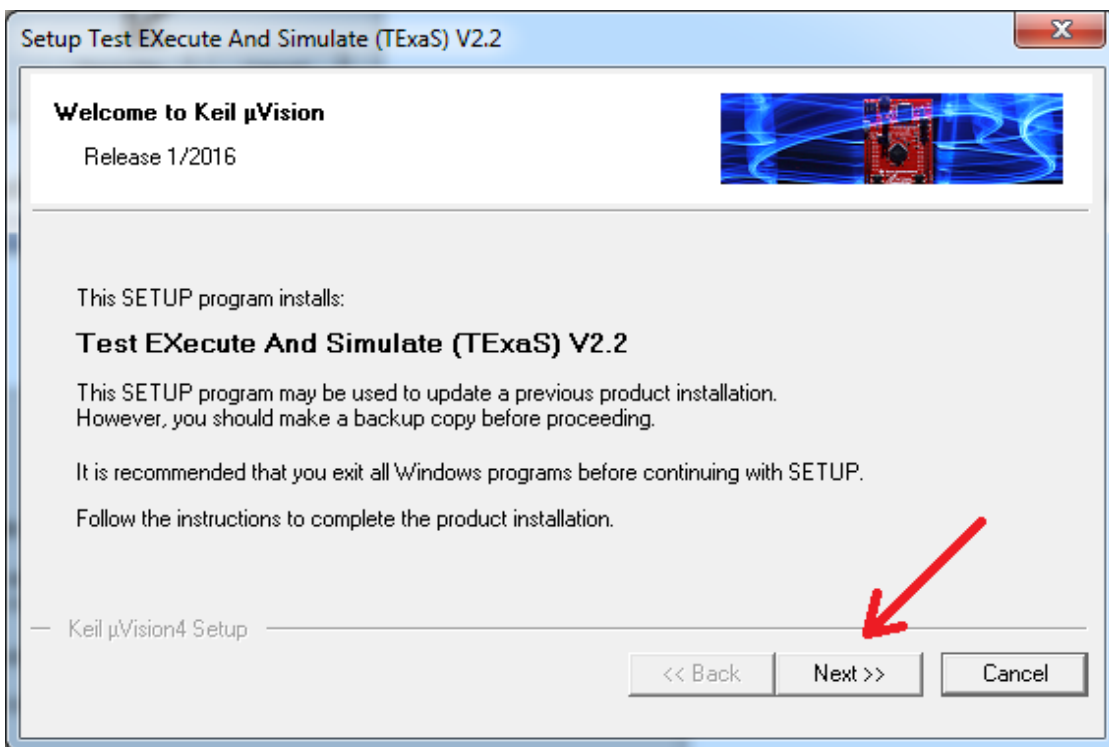 Setup Test EXecute And Simulate (TExaS) V2.2
Welcome to Keil µVision
Release 1/2016
This SETUP program installs:
Test EXecute And Simulate (TExaS) V2.2
This SETUP program may be used to update a previous product installation.
However, you should make a backup copy before proceeding.
It is recommended that you exit all Windows programs before continuing with SETUP.
Follow the instructions to complete the product installation.
Keil µVision4 Setup
<< Back
Next >>
Cancel